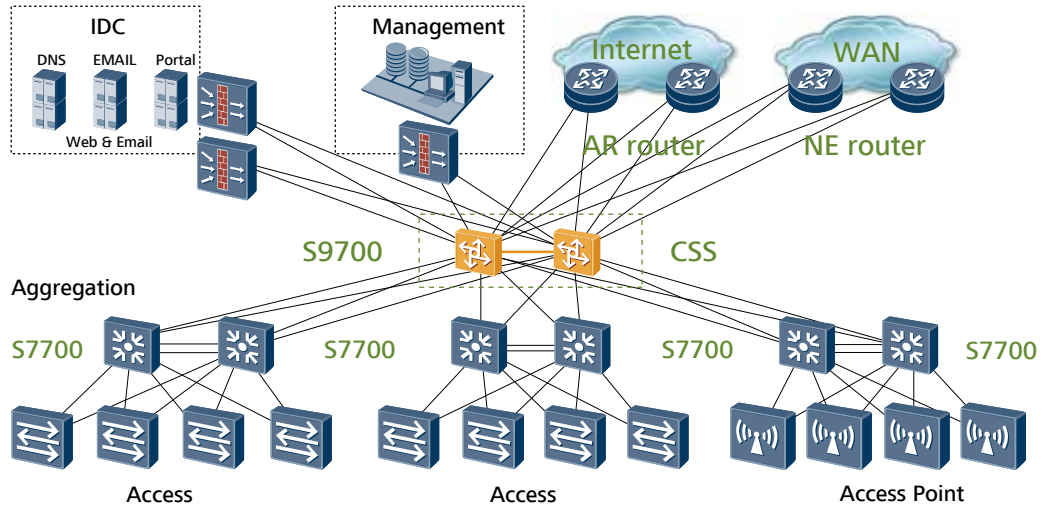 IDC
Management
Internet
WAN
DNS
EMAIL
Portal
Web & Email
AR router
NE router
S9700
CSS
Aggregation
S7700
S7700
S7700
S7700
Access
Access
Access Point